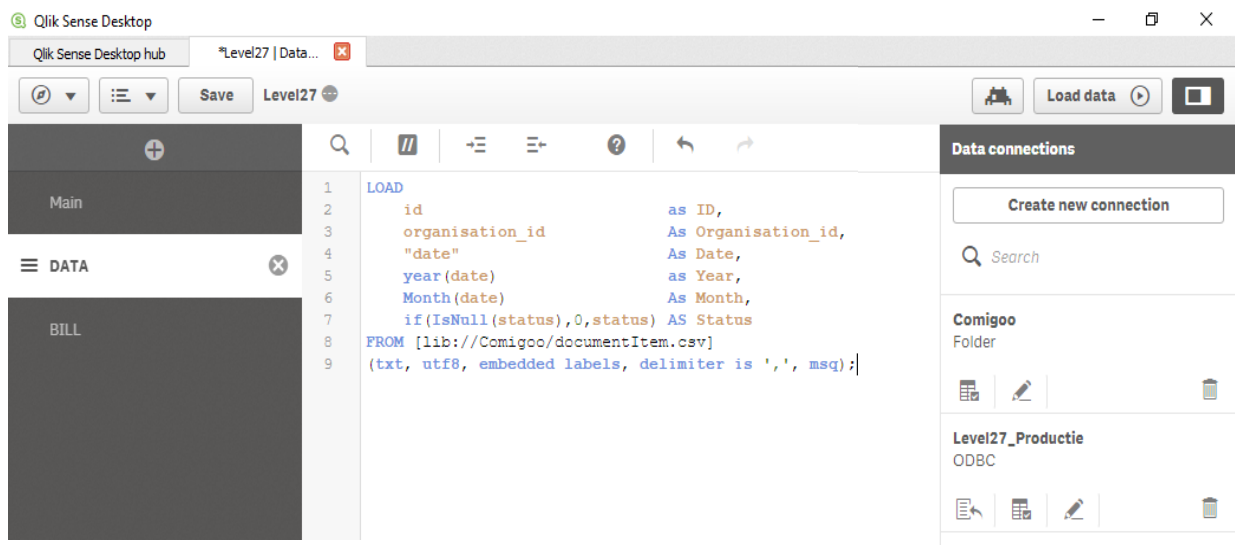 Qlik Sense Desktop
Qlik Sense Desktop hub *Level27 | Data...
Save Level27 Load data
Data connections
Main
DATA
BILL
1 LOAD
2 id as ID,
3 organisation_id As Organisation_id,
4 "date" As Date,
5 year(date) as Year,
6 Month(date) As Month,
7 if(IsNull(status),0,status) AS Status
8 FROM [lib://Comigoo/documentItem.csv]
9 (txt, utf8, embedded labels, delimiter is ',', msq);
Create new connection
Search
Comigoo
Folder
Level27_Productie
ODBC